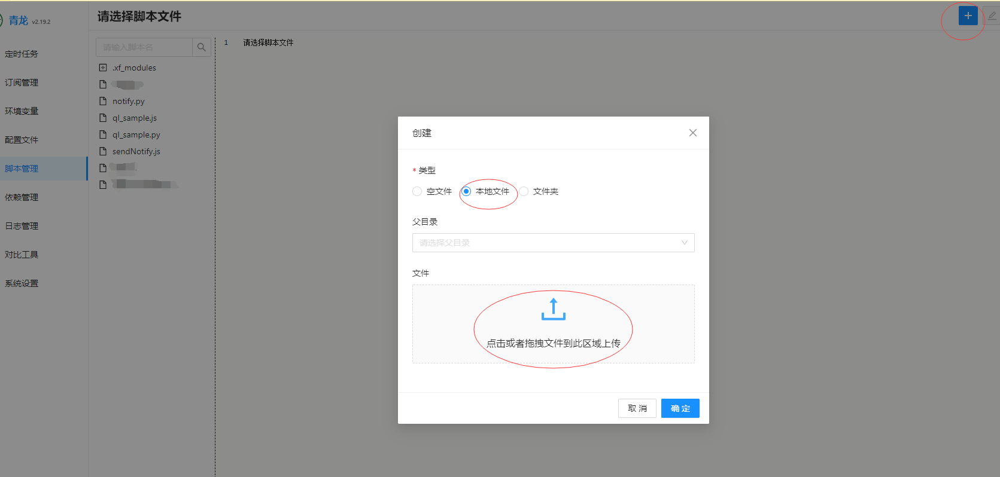 青龙 v2.19.2
请选择脚本文件
定时任务
订阅管理
环境变量
配置文件
脚本管理
依赖管理
日志管理
对比工具
系统设置
请输入脚本名
.xf_modules
notify.py
ql_sample.js
ql_sample.py
sendNotify.js
1 请选择脚本文件
创建
* 类型
空文件 本地文件 文件夹
父目录
请选择父目录
文件
点击或者拖拽文件到此区域上传
取 消 确 定